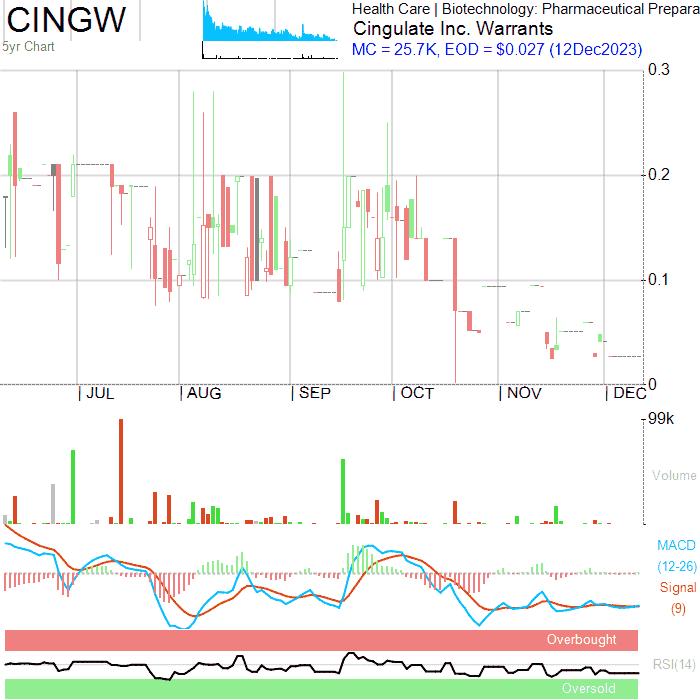 CINGW
5yr Chart
Health Care | Biotechnology: Pharmaceutical Prepara
Cingulate Inc. Warrants
MC = 25.7K, EOD = $0.027 (12Dec2023)
0.3
0.2
0.1
0
| JUL | AUG | SEP | OCT | NOV | DEC
99k
Volume
MACD
(12-26)
Signal
(9)
Overbought
RSI(14)
Oversold